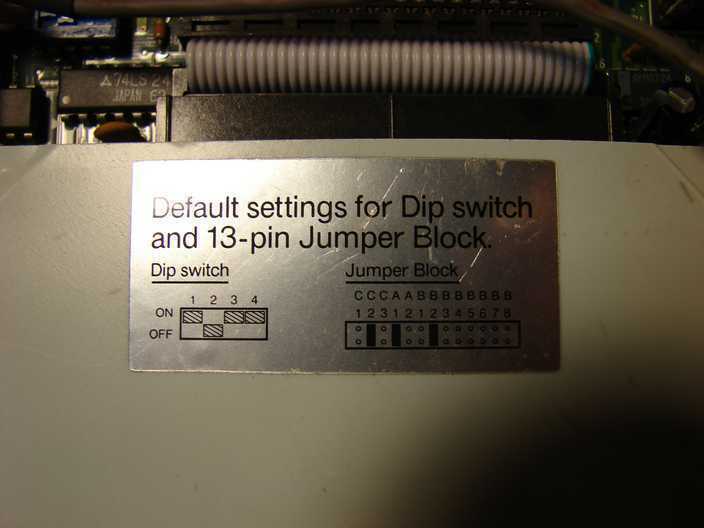 74LS24
JAPAN E3
Default settings for Dip switch
and 13-pin Jumper Block.
Dip switch
Jumper Block
1 2 3 4
ON
OFF
C C C A A B B B B B B B B
1 2 3 1 2 1 2 3 4 5 6 7 8